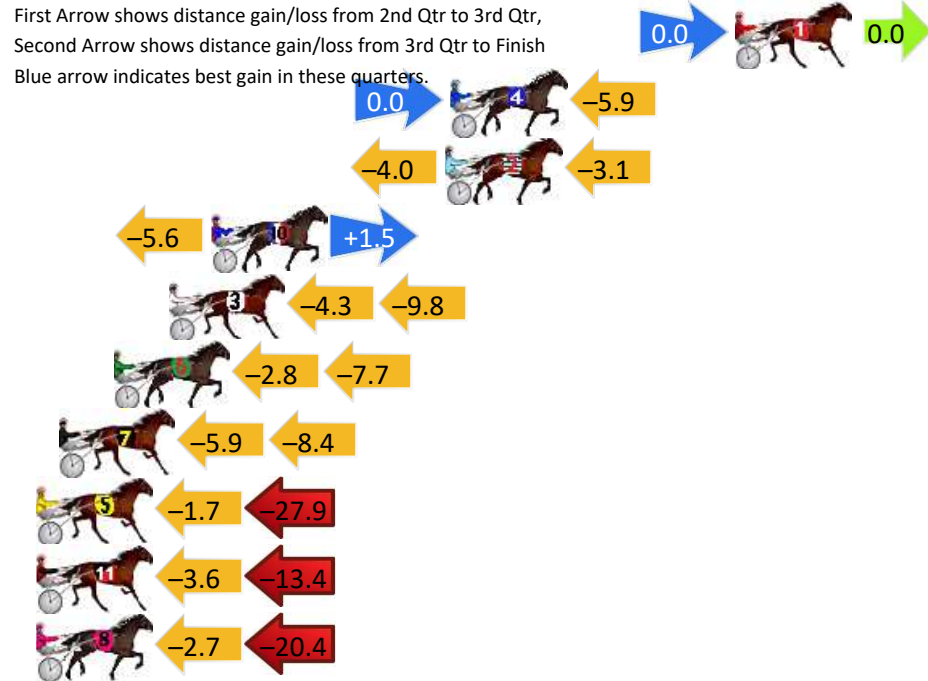 First Arrow shows distance gain/loss from 2nd Qtr to 3rd Qtr,
Second Arrow shows distance gain/loss from 3rd Qtr to Finish
Blue arrow indicates best gain in these quarters.
0.0 1 0.0
0.0 4 –5.9
–4.0 –3.1
–5.6 10 +1.5
3 –4.3 –9.8
–2.8 –7.7
7 –5.9 –8.4
5 –1.7 –27.9
11 –3.6 –13.4
8 –2.7 –20.4